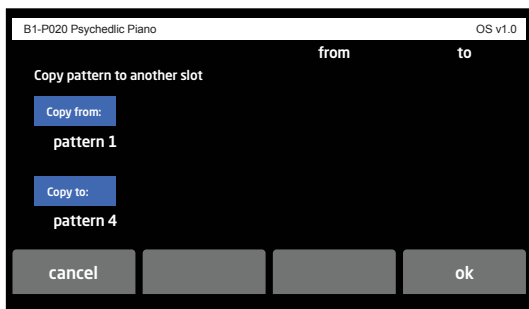 B1-P020 Psychedlic Piano OS v1.0
from to
Copy pattern to another slot
Copy from:
pattern 1
Copy to:
pattern 4
cancel ok